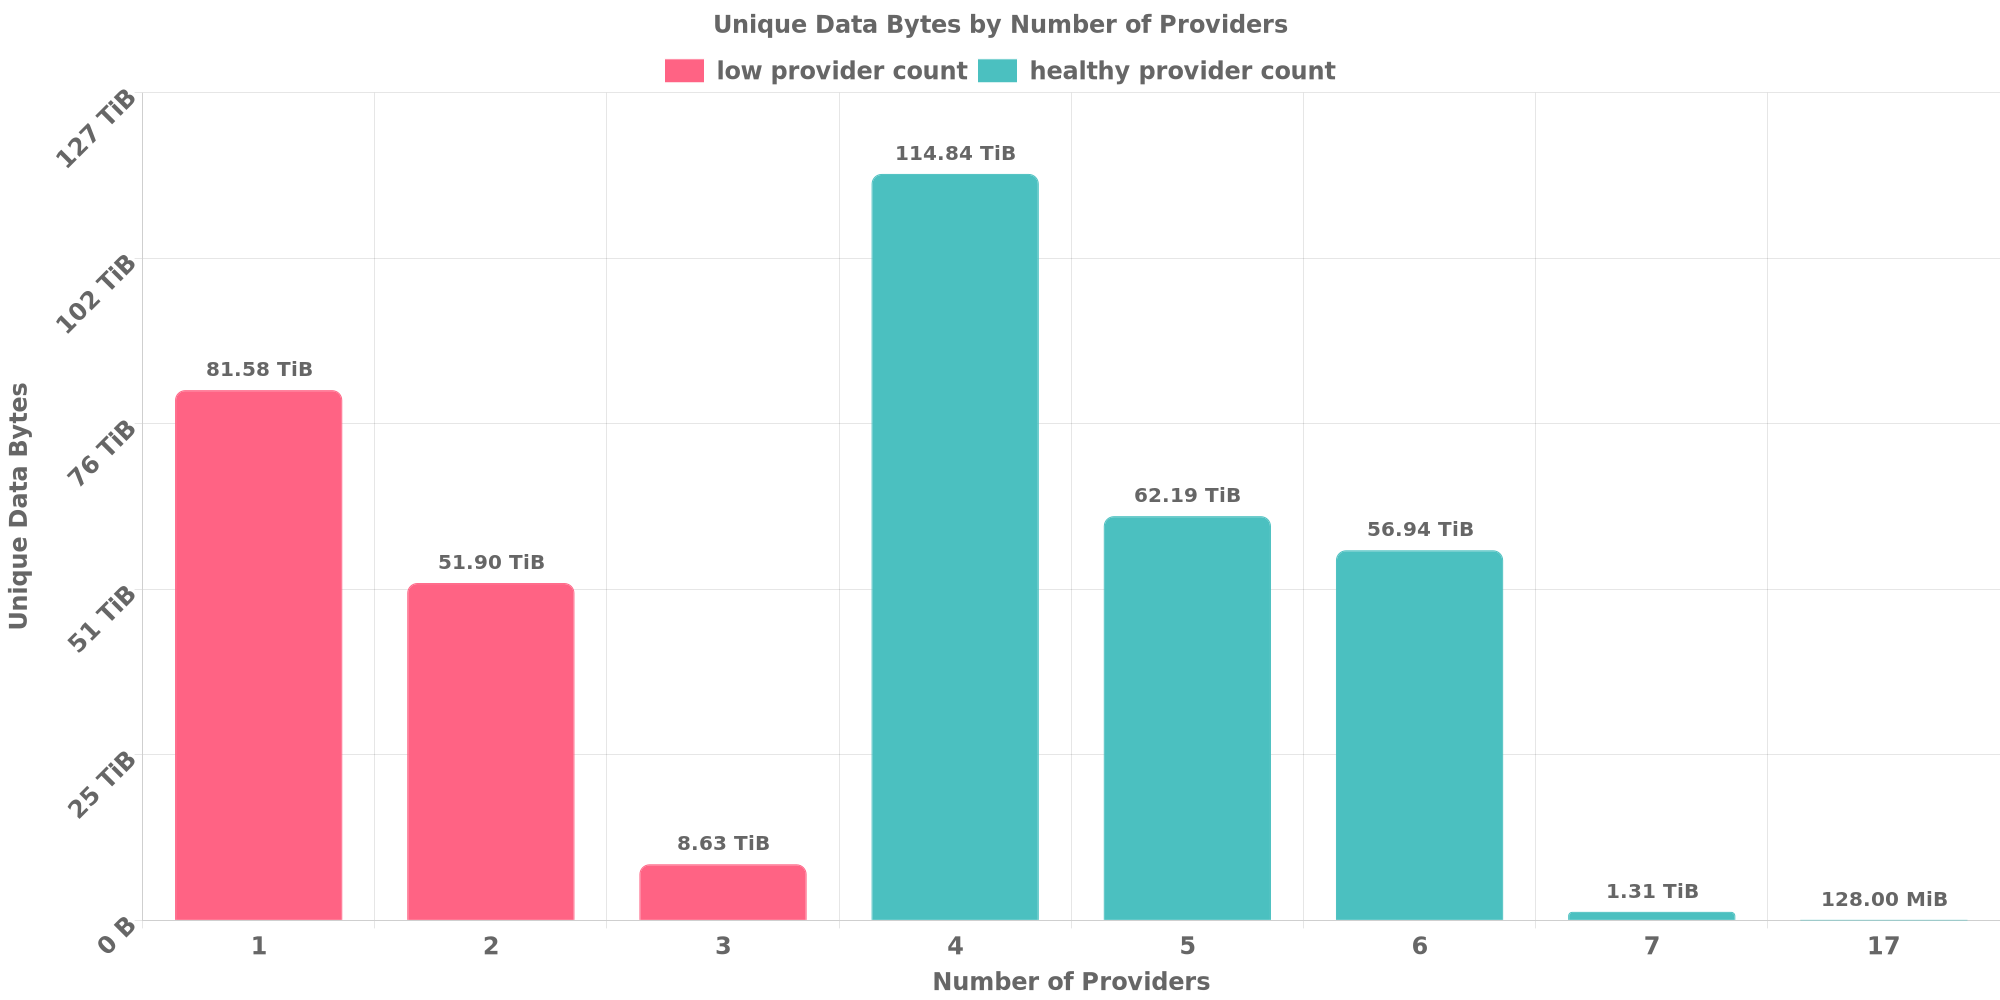 Unique Data Bytes by Number of Providers
low provider count healthy provider count
127 TiB
102 TiB
76 TiB
51 TiB
25 TiB
0 B
Unique Data Bytes
81.58 TiB
51.90 TiB
8.63 TiB
114.84 TiB
62.19 TiB
56.94 TiB
1.31 TiB
128.00 MiB
1 2 3 4 5 6 7 17
Number of Providers